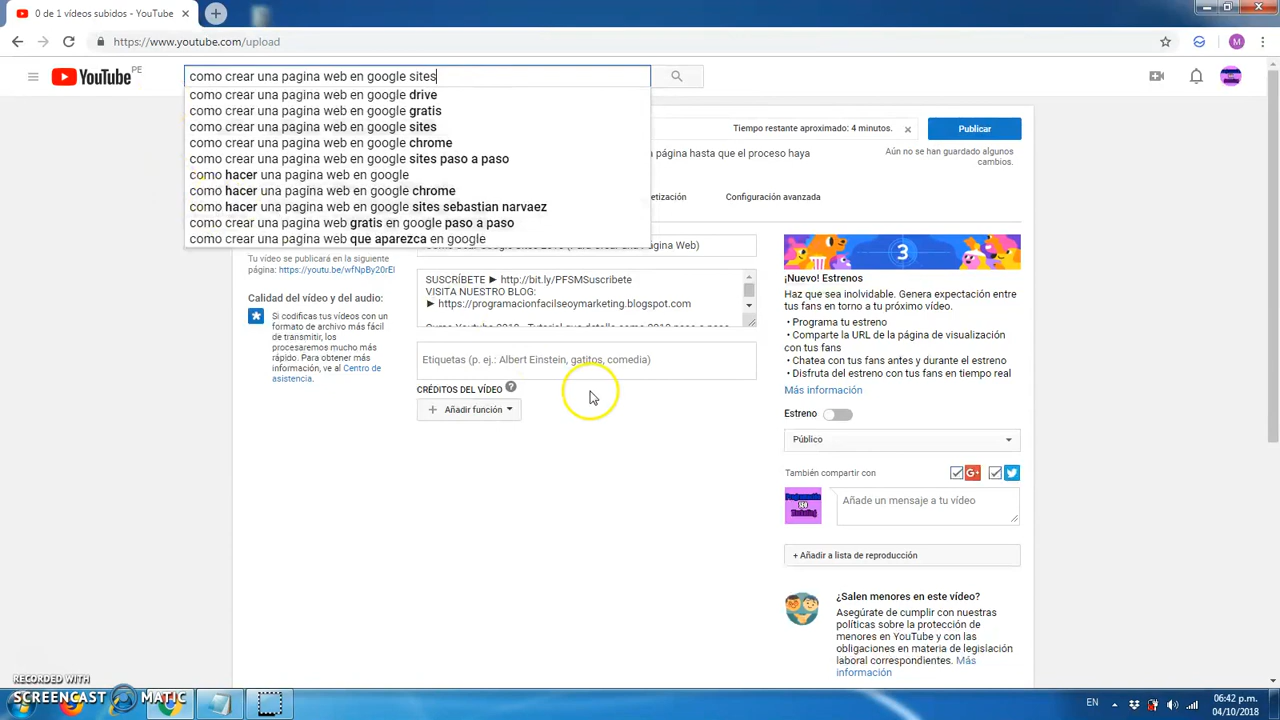 0 de 1 vídeos subidos - YouTube
https://www.youtube.com/upload
M
YouTube PE
como crear una pagina web en google sites
como crear una pagina web en google drive
como crear una pagina web en google gratis
como crear una pagina web en google sites
como crear una pagina web en google chrome
como crear una pagina web en google sites paso a paso
como hacer una pagina web en google
como hacer una pagina web en google chrome
como hacer una pagina web en google sites sebastian narvaez
como crear una pagina web gratis en google paso a paso
como crear una pagina web que aparezca en google
Tiempo restante aproximado: 4 minutos.
Publicar
página hasta que el proceso haya
Aún no se han guardado algunos
cambios.
Configuración avanzada
Tu vídeo se publicará en la siguiente
página: https://youtu.be/wfNpBy20rEI
Calidad del vídeo y del audio:
Si codificas tus vídeos con un
formato de archivo más fácil
de transmitir, los
procesaremos mucho más
rápido. Para obtener más
información, ve al Centro de
asistencia.
SUSCRÍBETE ► http://bit.ly/PFSMSuscribete
VISITA NUESTRO BLOG:
► https://programacionfacilseoymarketing.blogspot.com
Etiquetas (p. ej.: Albert Einstein, gatitos, comedia)
CRÉDITOS DEL VÍDEO ?
+ Añadir función
3
¡Nuevo! Estrenos
Haz que sea inolvidable. Genera expectación entre
tus fans en torno a tu próximo vídeo.
• Programa tu estreno
• Comparte la URL de la página de visualización
con tus fans
• Chatea con tus fans antes y durante el estreno
• Disfruta del estreno con tus fans en tiempo real
Más información
Estreno
Público
También compartir con
G+
Programación
SEO
Marketing
Añade un mensaje a tu vídeo
+ Añadir a lista de reproducción
¿Salen menores en este vídeo?
Asegúrate de cumplir con nuestras
políticas sobre la protección de
menores en YouTube y con las
obligaciones en materia de legislación
laboral correspondientes. Más
información
RECORDED WITH
SCREENCAST MATIC
EN
06:42 p.m.
04/10/2018